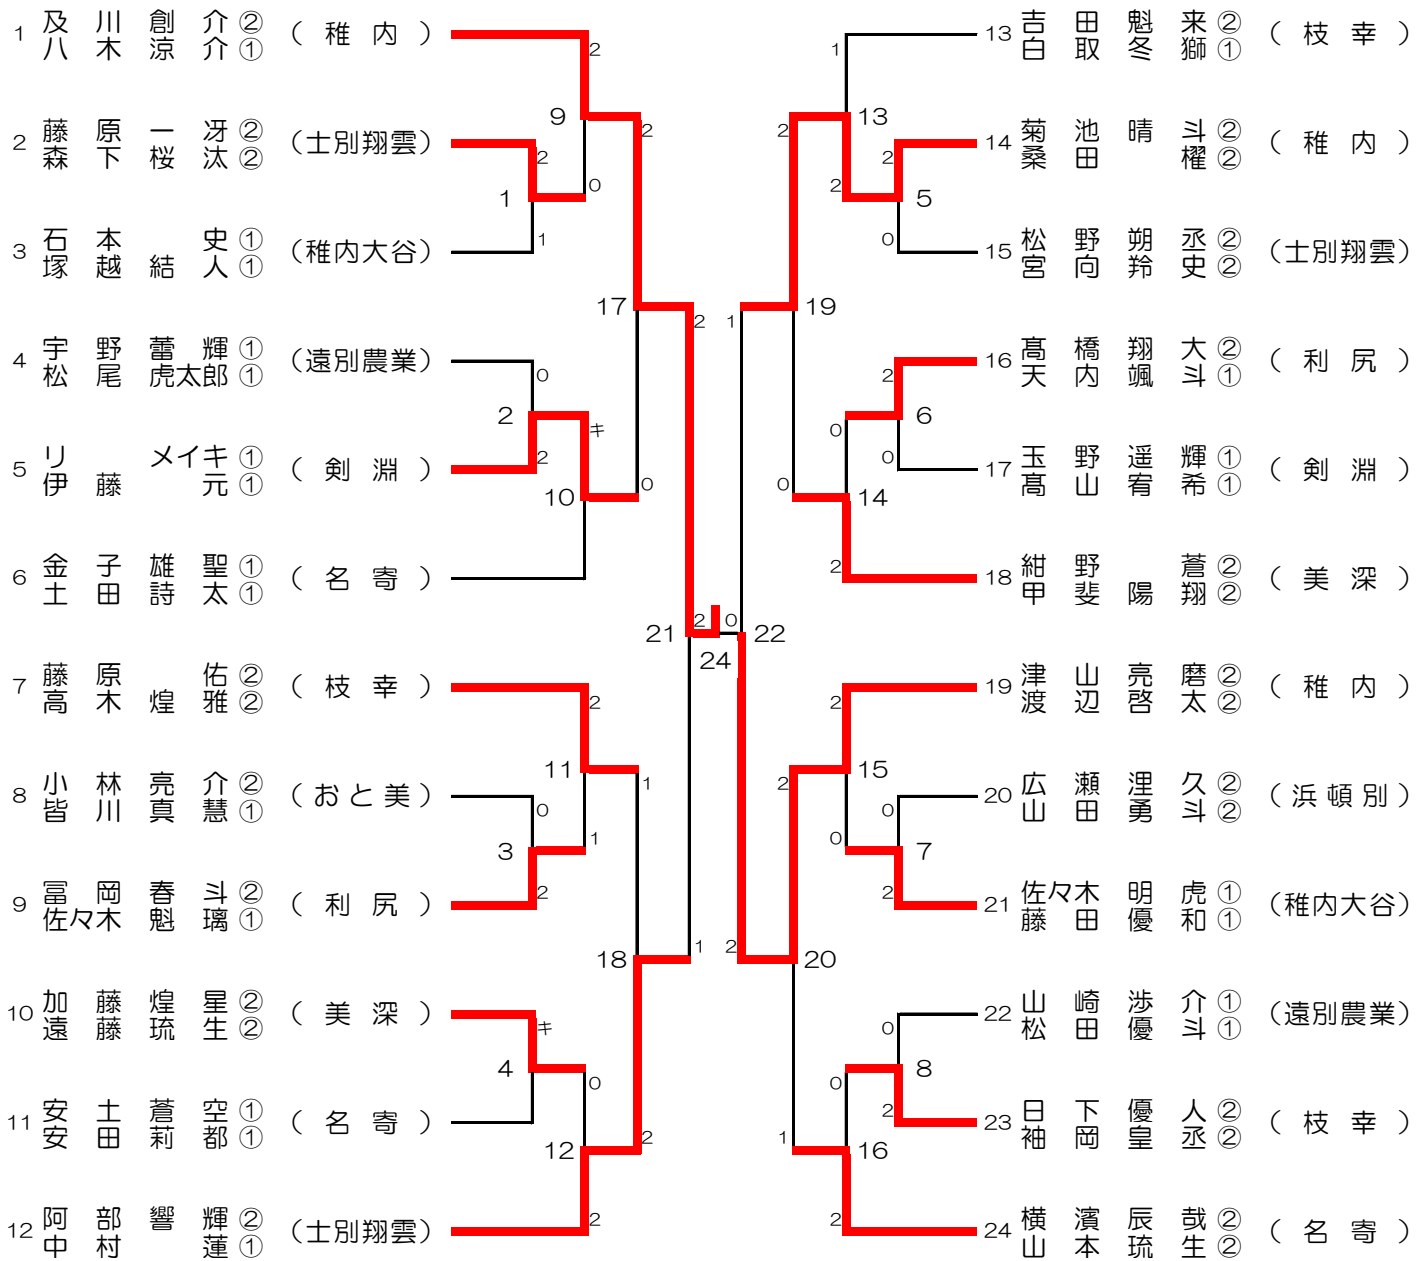 1 及川創介② (稚内)
八木涼介①
2 藤原一冴② (士別翔雲)
森下桜汰②
3 石本史① (稚内大谷)
塚越結人①
4 宇野蕾輝① (遠別農業)
松尾虎太郎①
5 リメイキ① (剣淵)
伊藤元①
6 金子雄聖① (名寄)
土田詩太①
7 藤原佑② (枝幸)
高木煌雅②
8 小林亮介② (おと美)
皆川真慧①
9 冨岡春斗② (利尻)
佐々木魁璃①
10 加藤煌星② (美深)
遠藤琉生②
11 安土蒼空① (名寄)
安田莉都①
12 阿部響輝② (士別翔雲)
中村蓮①
2
9
2
2
0
1
1
17
2
0
2
キ
2
10
0
21
2
24
2
11
1
0
3
1
2
18
1
キ
4
0
12
2
2
1
13
2
2
2
5
0
1
19
2
6
0
0
0
14
2
0
22
2
15
2
0
0
7
2
2
20
0
8
0
2
1
16
2
13 吉田魁来② (枝幸)
白取冬獅①
14 菊池晴斗② (稚内)
桑田櫂②
15 松野朔丞② (士別翔雲)
宮向羚史②
16 髙橋翔大② (利尻)
天内颯斗①
17 玉野遥輝① (剣淵)
髙山宥希①
18 紺野蒼② (美深)
甲斐陽翔②
19 津山亮磨② (稚内)
渡辺啓太②
20 広瀬浬久② (浜頓別)
山田勇斗②
21 佐々木明虎① (稚内大谷)
藤田優和①
22 山崎渉介① (遠別農業)
松田優斗①
23 日下優人② (枝幸)
袖岡皇丞②
24 横濱辰哉② (名寄)
山本琉生②